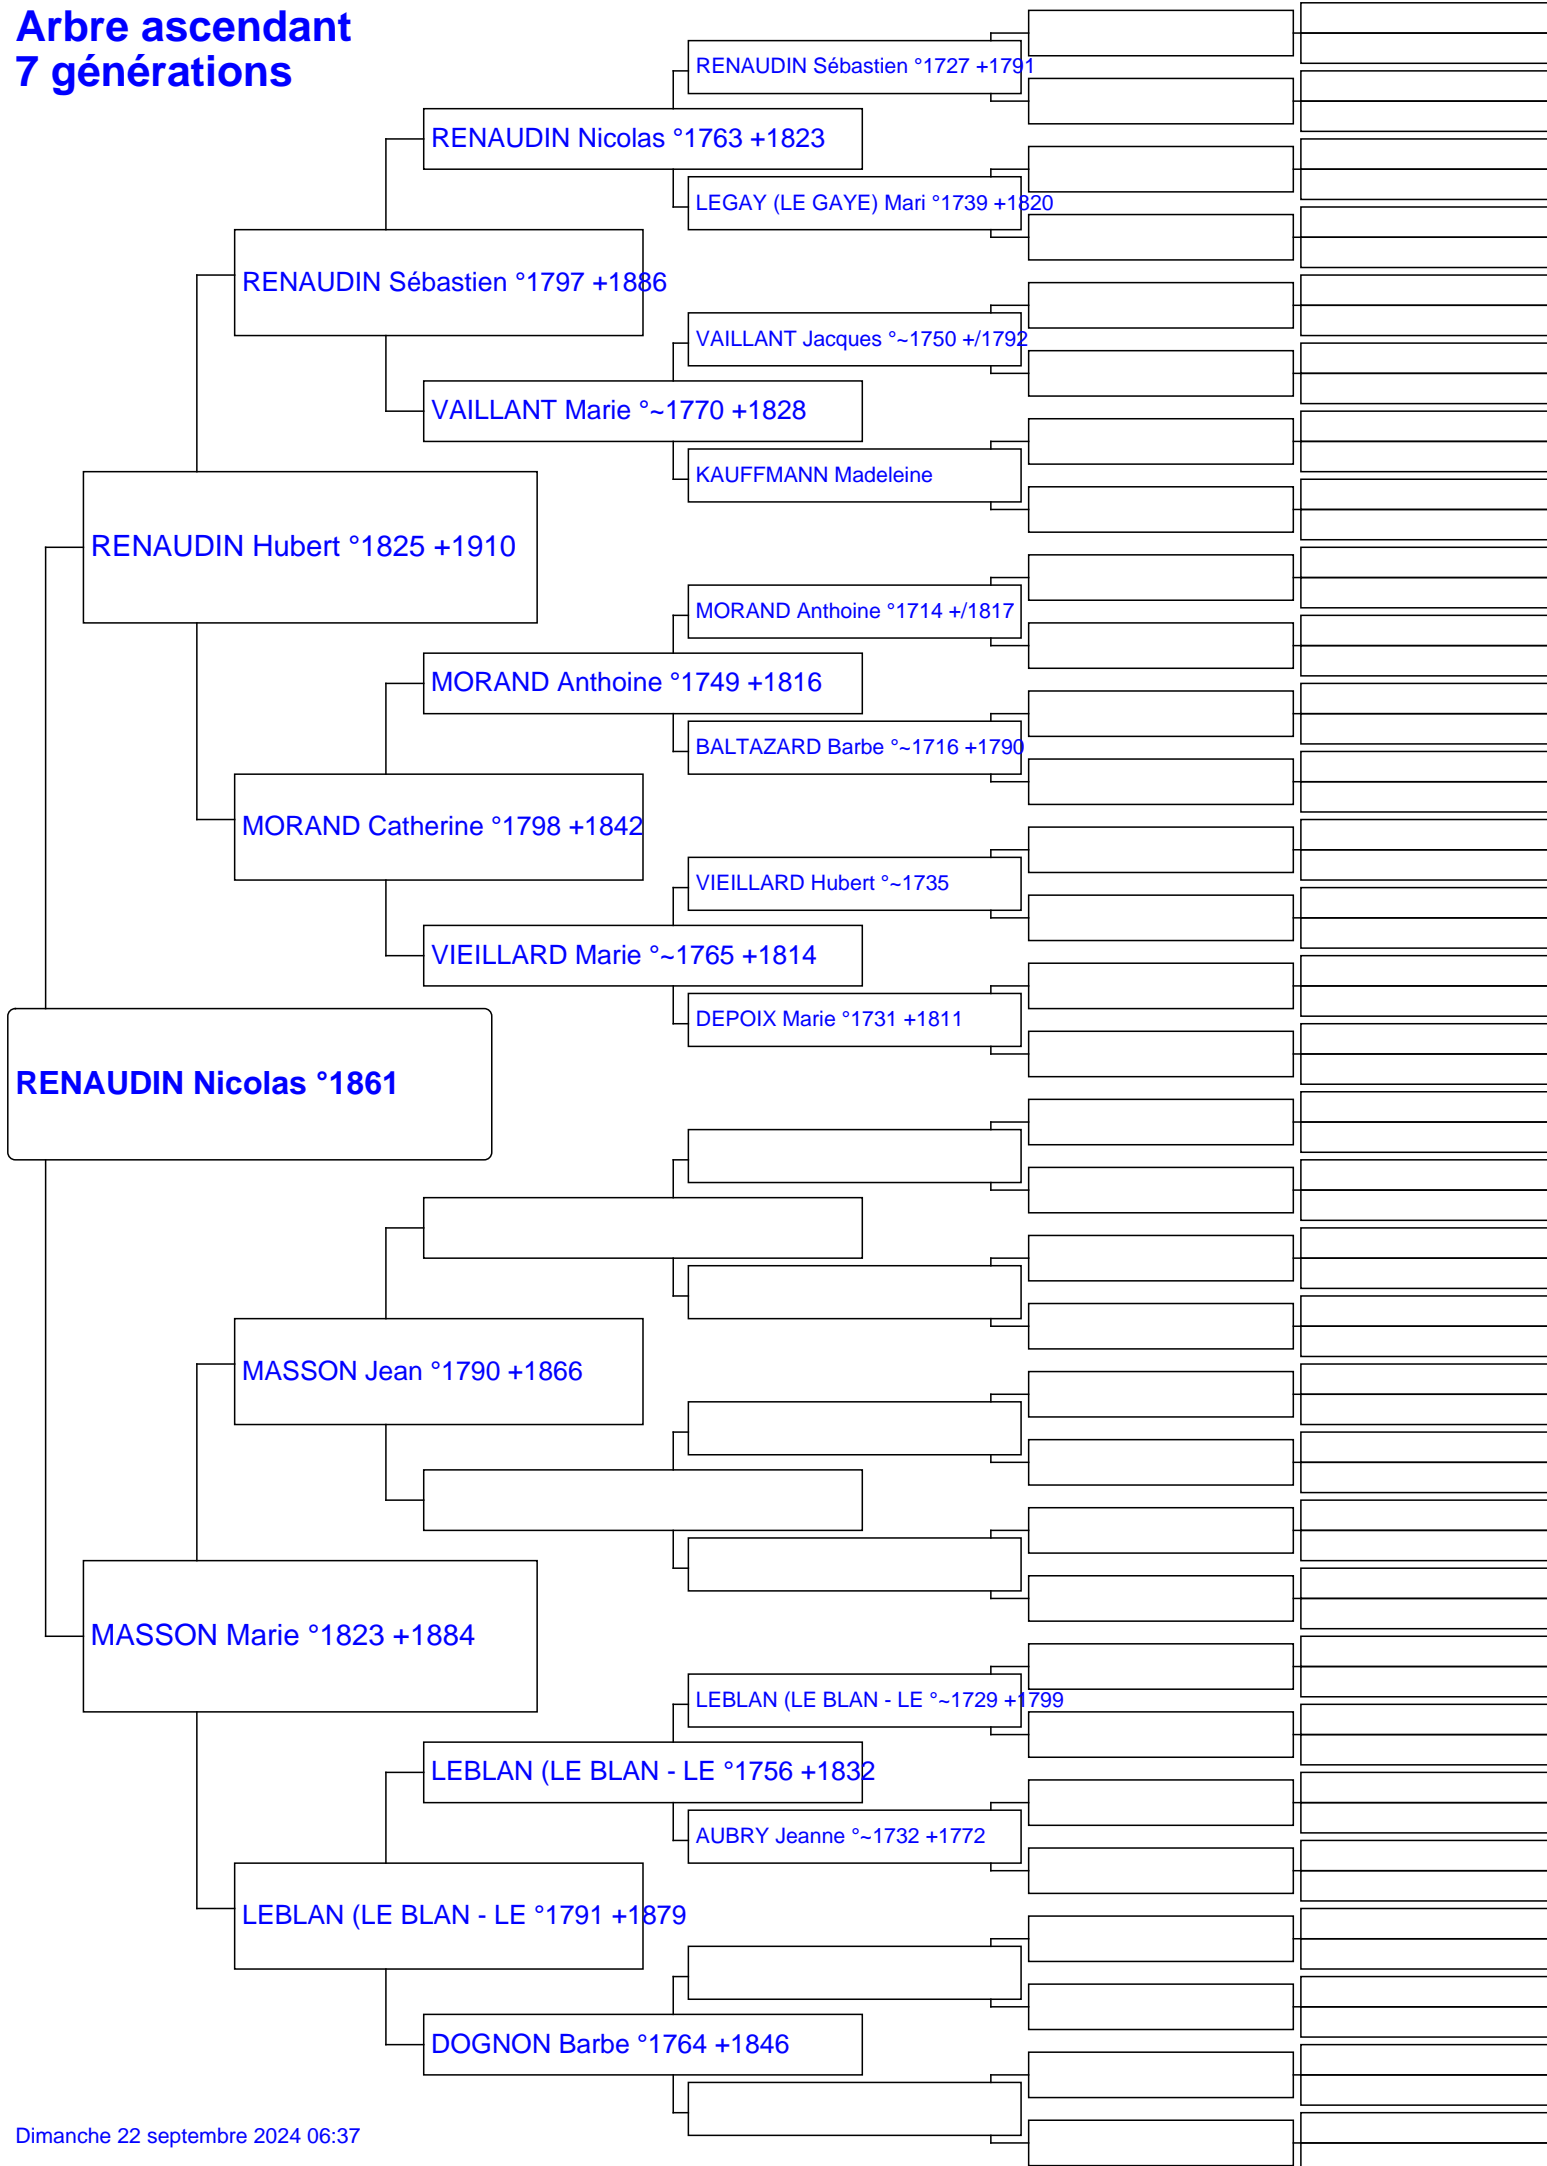 Arbre ascendant
7 générations
RENAUDIN Sébastien °1727 +1791
RENAUDIN Nicolas °1763 +1823
LEGAY (LE GAYE) Mari °1739 +1820
RENAUDIN Sébastien °1797 +1886
VAILLANT Jacques °~1750 +/1792
VAILLANT Marie °~1770 +1828
KAUFFMANN Madeleine
RENAUDIN Hubert °1825 +1910
MORAND Anthoine °1714 +/1817
MORAND Anthoine °1749 +1816
BALTAZARD Barbe °~1716 +1790
MORAND Catherine °1798 +1842
VIEILLARD Hubert °~1735
VIEILLARD Marie °~1765 +1814
DEPOIX Marie °1731 +1811
RENAUDIN Nicolas °1861
MASSON Jean °1790 +1866
MASSON Marie °1823 +1884
LEBLAN (LE BLAN - LE °~1729 +1799
LEBLAN (LE BLAN - LE °1756 +1832
AUBRY Jeanne °~1732 +1772
LEBLAN (LE BLAN - LE °1791 +1879
DOGNON Barbe °1764 +1846
Dimanche 22 septembre 2024 06:37